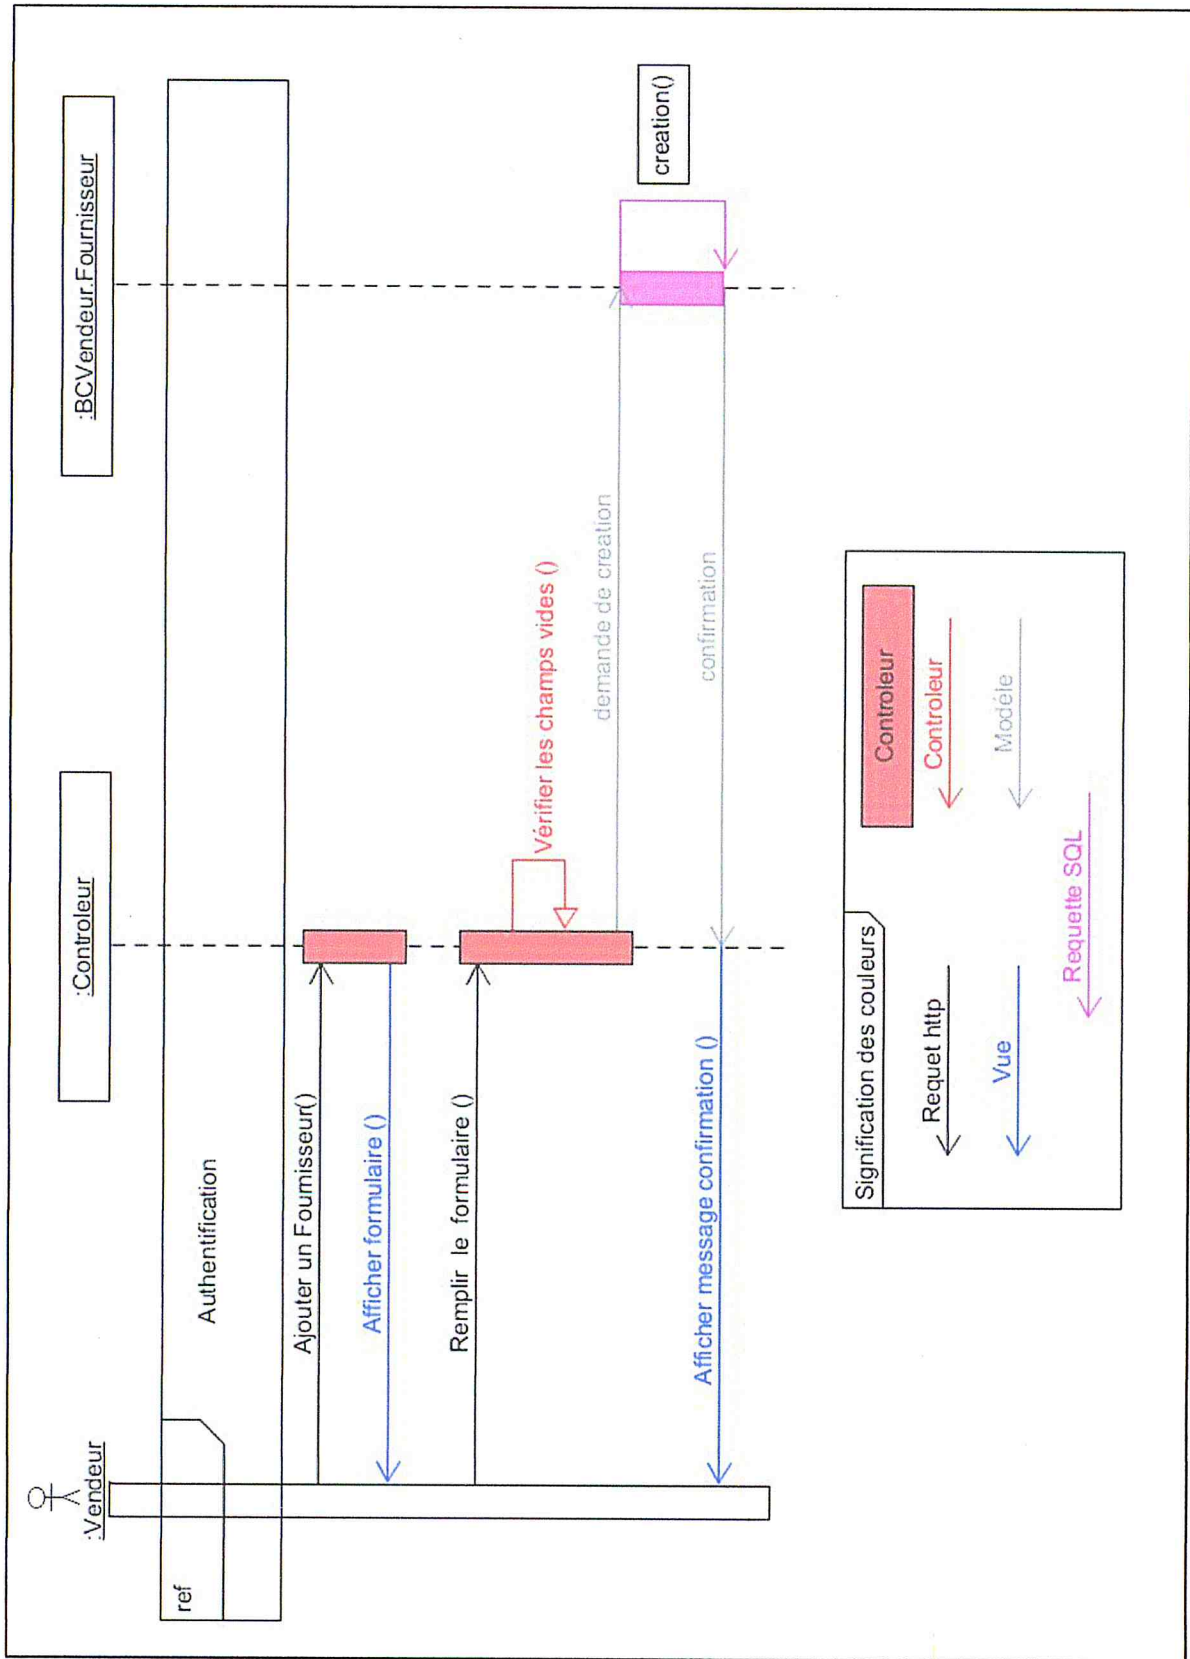 :Vendeur
:Controleur
:BCVendeur.Fournisseur
ref
Authentification
Ajouter un Fournisseur()
Afficher formulaire ()
Remplir le formulaire ()
Vérifier les champs vides ()
demande de creation
creation()
confirmation
Afficher message confirmation ()
Signification des couleurs
Controleur
Requet http
Controleur
Vue
Modéle
Requette SQL